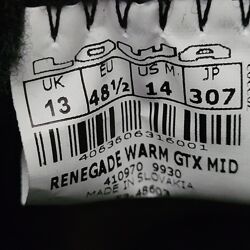 LOWA
UK EU US M. JP
13 48½ 14 307
4063606316001
RENEGADE WARM GTX MID
410970 9930
MADE IN SLOVAKIA